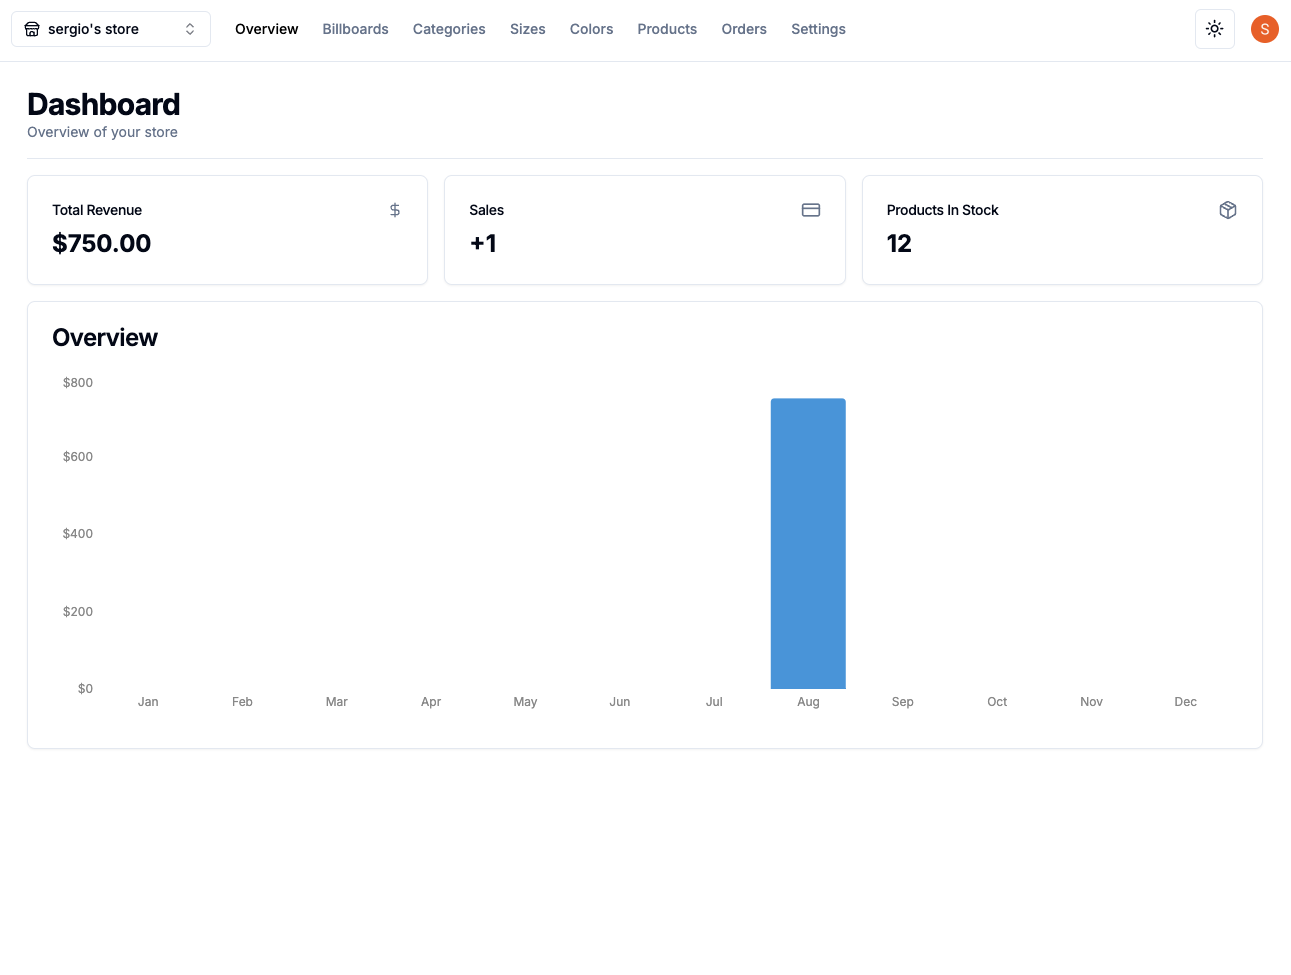 sergio's store Overview Billboards Categories Sizes Colors Products Orders Settings S
Dashboard
Overview of your store
Total Revenue
$750.00
Sales
+1
Products In Stock
12
Overview
$800
$600
$400
$200
$0
Jan Feb Mar Apr May Jun Jul Aug Sep Oct Nov Dec